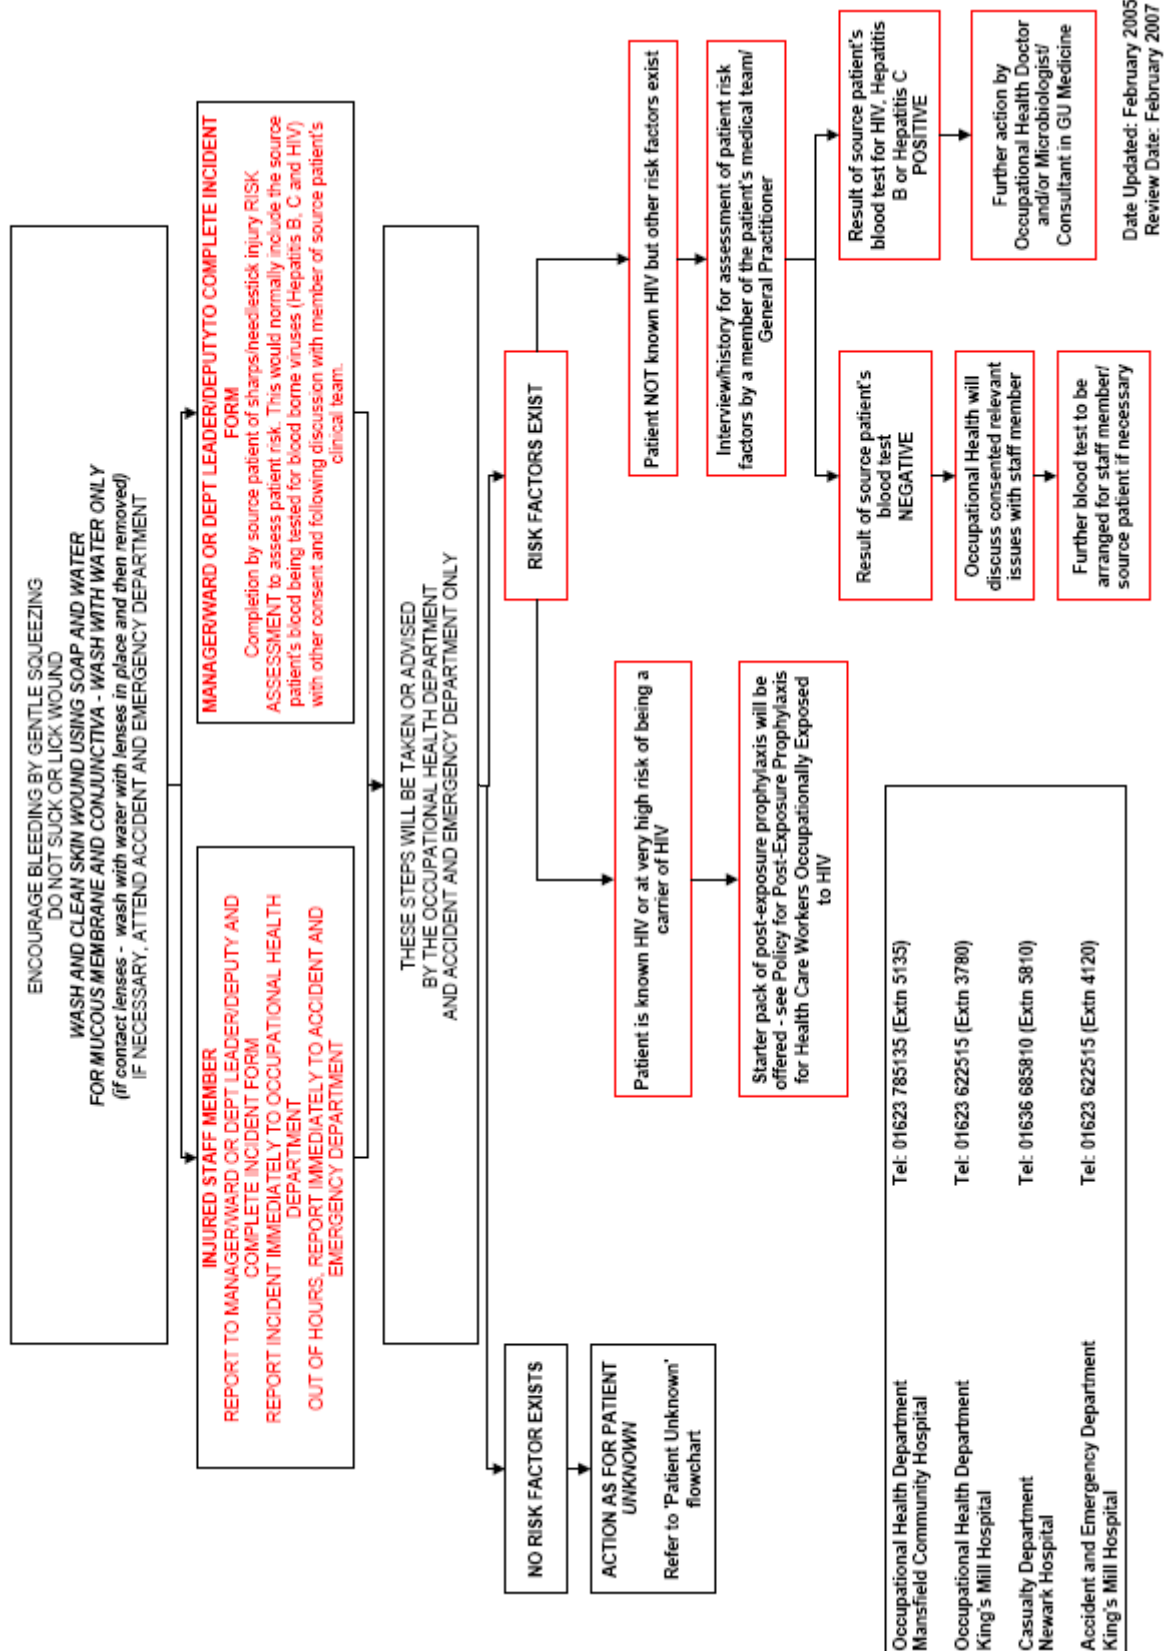 ENCOURAGE BLEEDING BY GENTLE SQUEEZING
DO NOT SUCK OR LICK WOUND
WASH AND CLEAN SKIN WOUND USING SOAP AND WATER
FOR MUCOUS MEMBRANE AND CONJUNCTIVA - WASH WITH WATER ONLY
(if contact lenses - wash with water with lenses in place and then removed)
IF NECESSARY, ATTEND ACCIDENT AND EMERGENCY DEPARTMENT
INJURED STAFF MEMBER
REPORT TO MANAGER/WARD OR DEPT LEADER/DEPUTY AND
COMPLETE INCIDENT FORM
REPORT INCIDENT IMMEDIATELY TO OCCUPATIONAL HEALTH
DEPARTMENT
OUT OF HOURS, REPORT IMMEDIATELY TO ACCIDENT AND
EMERGENCY DEPARTMENT
MANAGER/WARD OR DEPT LEADER/DEPUTYTO COMPLETE INCIDENT
FORM
Completion by source patient of sharps/needlestick injury RISK
ASSESSMENT to assess patient risk. This would normally include the source
patient's blood being tested for blood borne viruses (Hepatitis B, C and HIV)
with other consent and following discussion with member of source patient's
clinical team.
THESE STEPS WILL BE TAKEN OR ADVISED
BY THE OCCUPATIONAL HEALTH DEPARTMENT
AND ACCIDENT AND EMERGENCY DEPARTMENT ONLY
NO RISK FACTOR EXISTS
ACTION AS FOR PATIENT
UNKNOWN
Refer to 'Patient Unknown'
flowchart
RISK FACTORS EXIST
Patient is known HIV or at very high risk of being a
carrier of HIV
Starter pack of post-exposure prophylaxis will be
offered - see Policy for Post-Exposure Prophylaxis
for Health Care Workers Occupationally Exposed
to HIV
Patient NOT known HIV but other risk factors exist
Interview/history for assessment of patient risk
factors by a member of the patient's medical team/
General Practitioner
Result of source patient's
blood test
NEGATIVE
Occupational Health will
discuss consented relevant
issues with staff member
Further blood test to be
arranged for staff member/
source patient if necessary
Result of source patient's
blood test for HIV, Hepatitis
B or Hepatitis C
POSITIVE
Further action by
Occupational Health Doctor
and/or Microbiologist/
Consultant in GU Medicine
Occupational Health Department Tel: 01623 785135 (Extn 5135)
Mansfield Community Hospital
Occupational Health Department Tel: 01623 622515 (Extn 3780)
King's Mill Hospital
Casualty Department Tel: 01636 685810 (Extn 5810)
Newark Hospital
Accident and Emergency Department Tel: 01623 622515 (Extn 4120)
King's Mill Hospital
Date Updated: February 2005
Review Date: February 2007